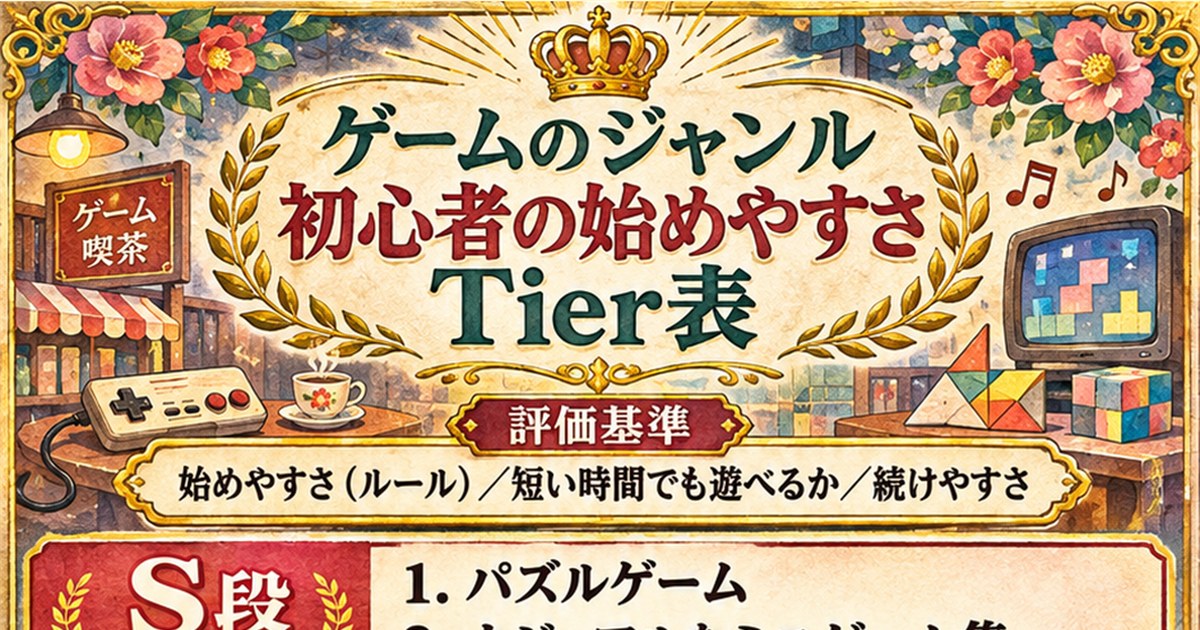 ゲームのジャンル
初心者の始めやすさ
Tier表
ゲーム
喫茶
評価基準
始めやすさ（ルール）／短い時間でも遊べるか／続けやすさ
S段
1. パズルゲーム